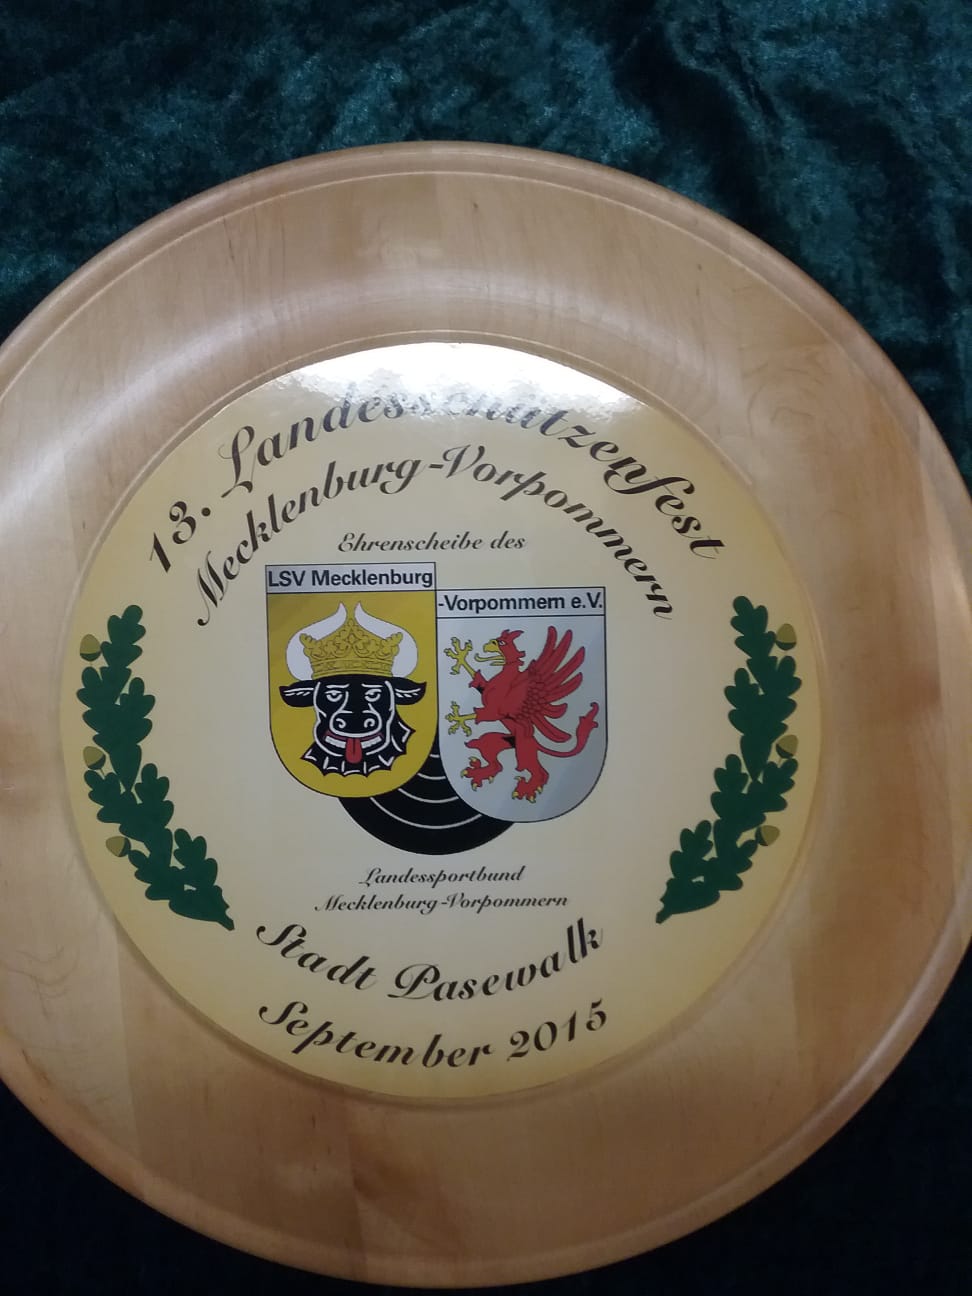 13. Landesschützenfest
Mecklenburg-Vorpommern
Ehrenscheibe des
LSV Mecklenburg
-Vorpommern e.V.
Landessportbund
Mecklenburg-Vorpommern
Stadt Pasewalk
September 2015